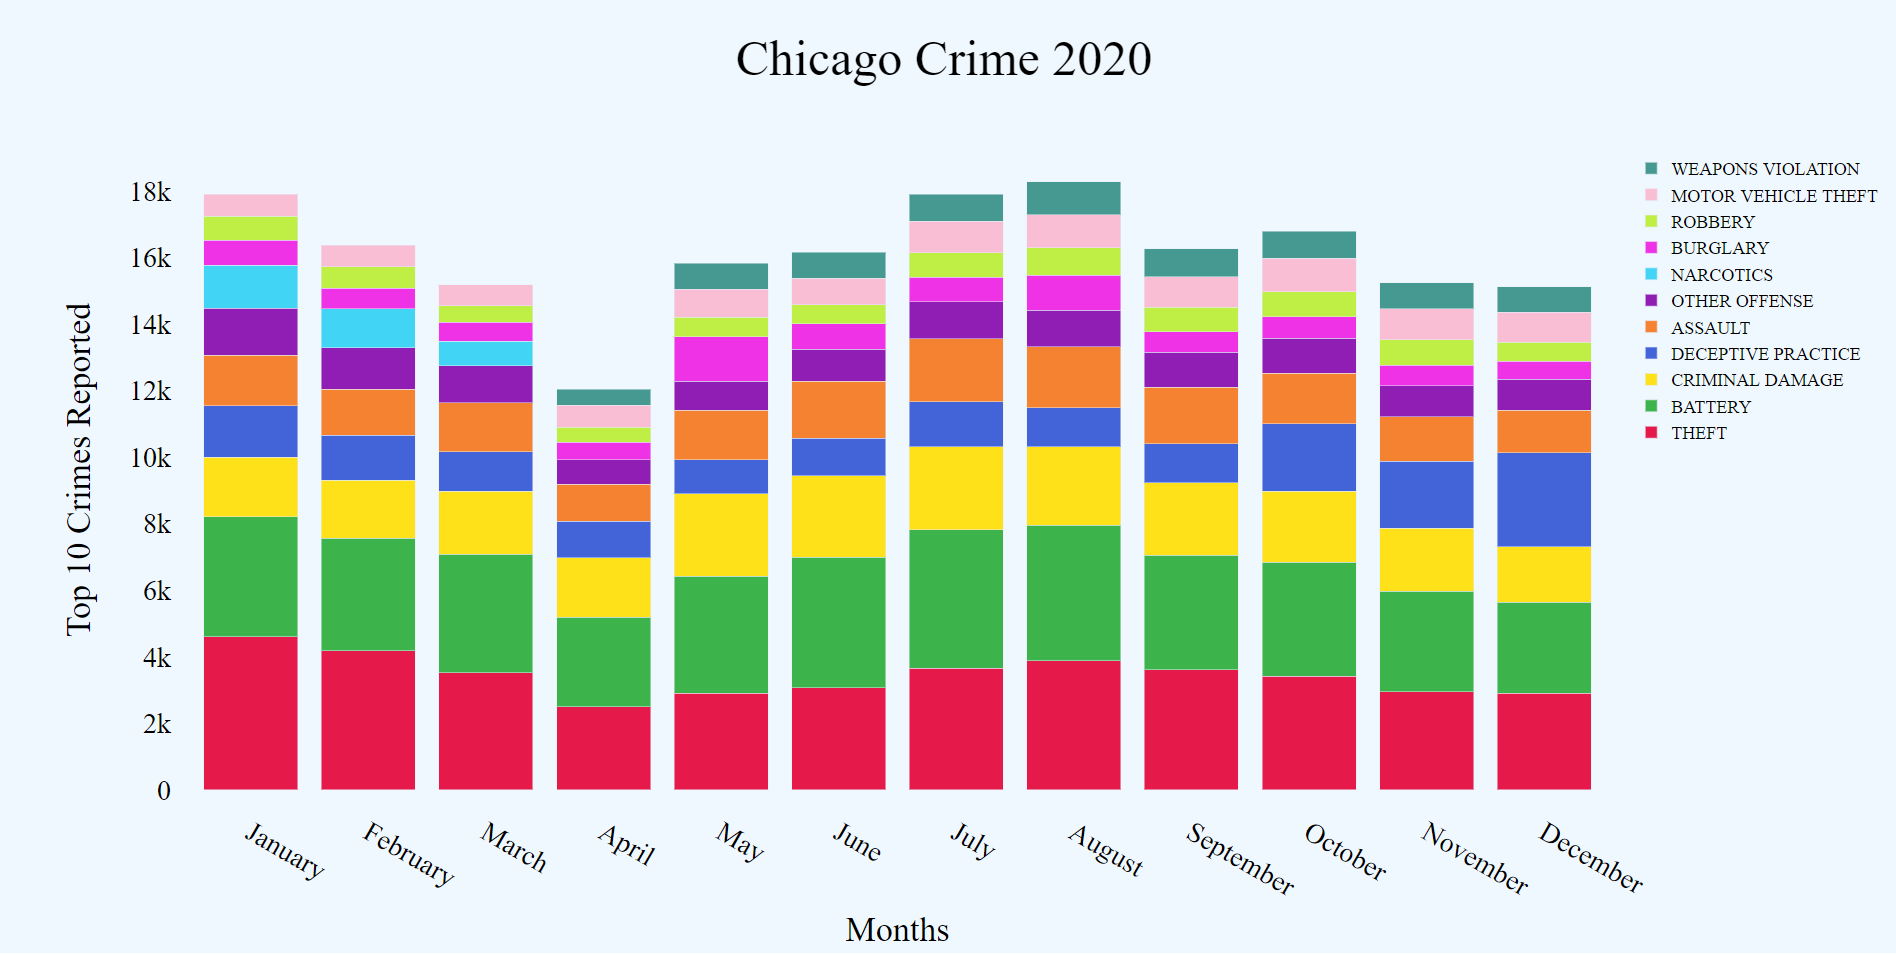 Chicago Crime 2020
Top 10 Crimes Reported
18k
16k
14k
12k
10k
8k
6k
4k
2k
0
WEAPONS VIOLATION
MOTOR VEHICLE THEFT
ROBBERY
BURGLARY
NARCOTICS
OTHER OFFENSE
ASSAULT
DECEPTIVE PRACTICE
CRIMINAL DAMAGE
BATTERY
THEFT
January
February
March
April
May
June
July
August
September
October
November
December
Months